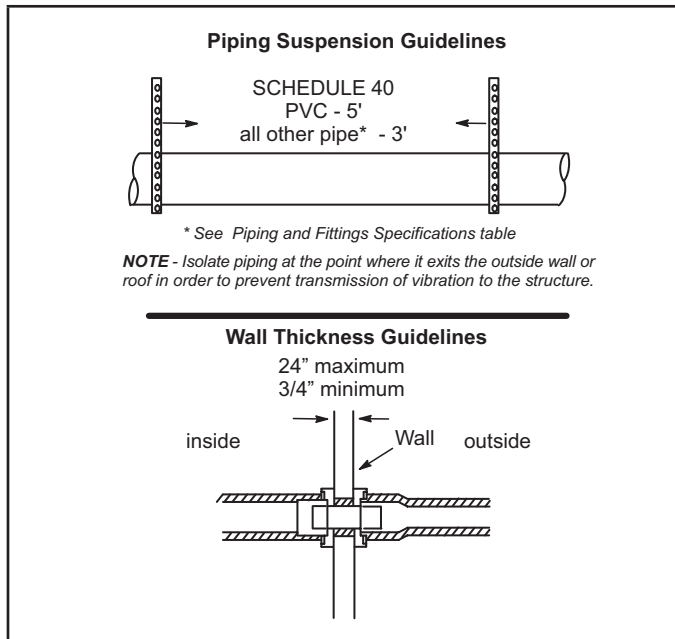 Piping Suspension Guidelines
SCHEDULE 40
PVC - 5'
all other pipe* - 3'
* See Piping and Fittings Specifications table
NOTE - Isolate piping at the point where it exits the outside wall or
roof in order to prevent transmission of vibration to the structure.
Wall Thickness Guidelines
24” maximum
3/4” minimum
inside
Wall
outside